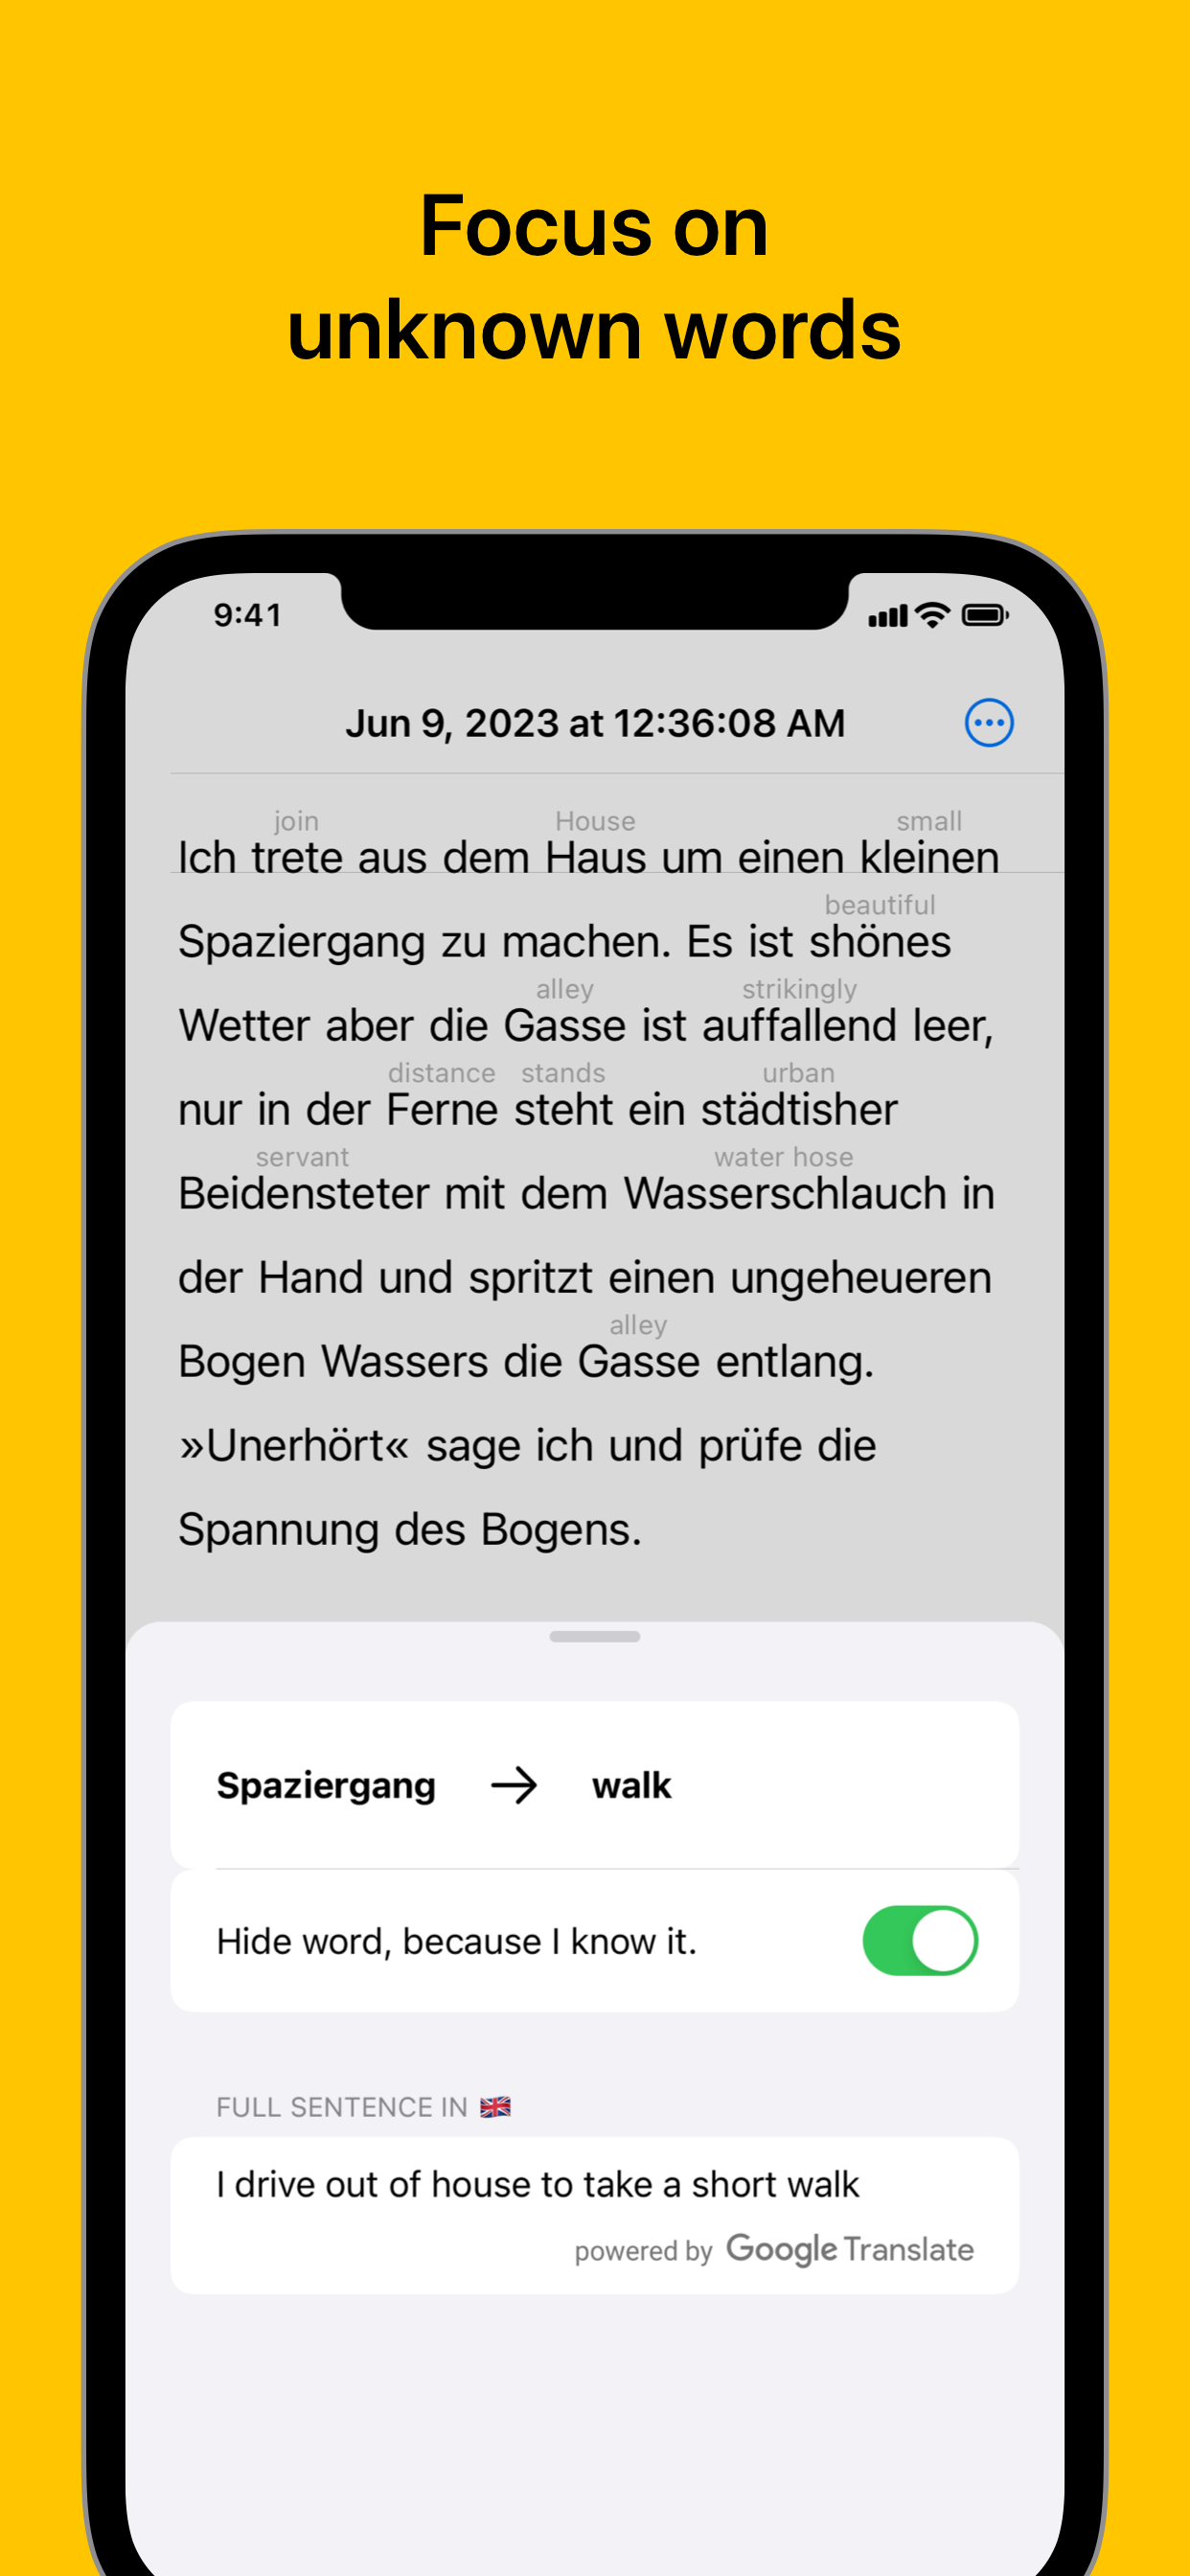 Focus on
unknown words
9:41
Jun 9, 2023 at 12:36:08 AM
join House small
Ich trete aus dem Haus um einen kleinen
beautiful
Spaziergang zu machen. Es ist shönes
alley strikingly
Wetter aber die Gasse ist auffallend leer,
distance stands urban
nur in der Ferne steht ein städtisher
servant water hose
Beidensteter mit dem Wasserschlauch in
der Hand und spritzt einen ungeheueren
alley
Bogen Wassers die Gasse entlang.
»Unerhört« sage ich und prüfe die
Spannung des Bogens.
Spaziergang → walk
Hide word, because I know it.
FULL SENTENCE IN 🇬🇧
I drive out of house to take a short walk
powered by Google Translate